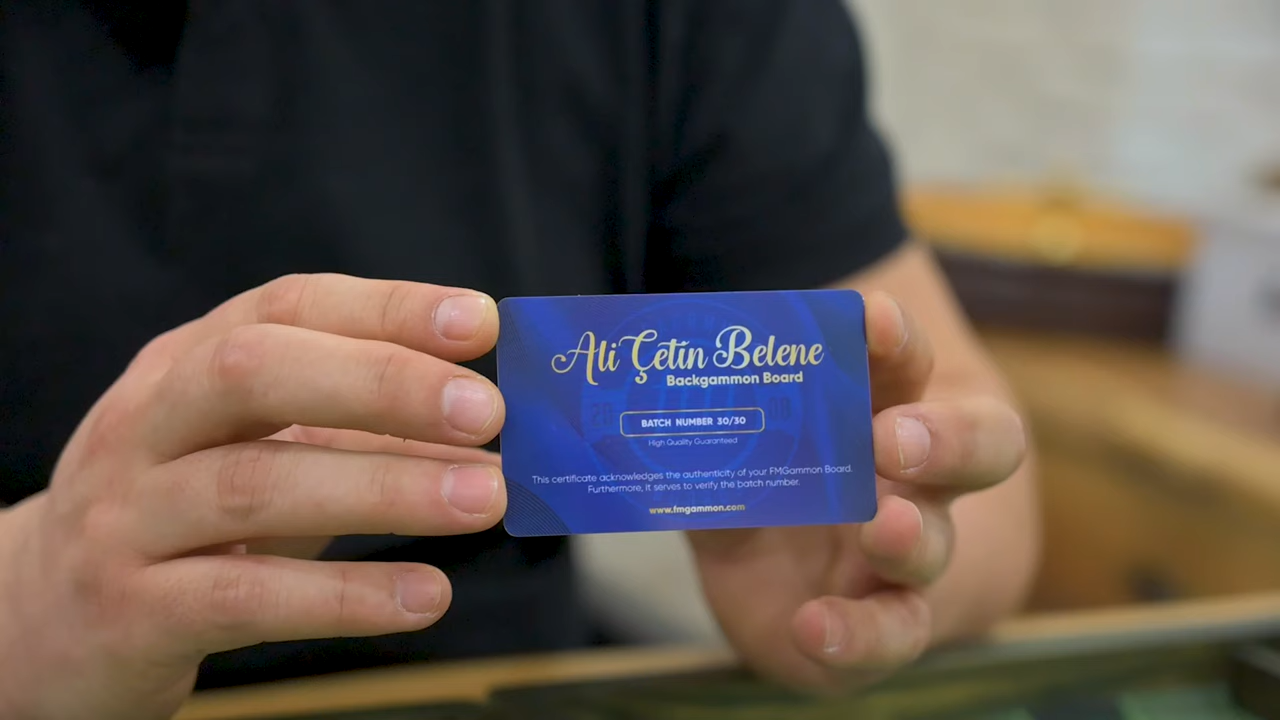 Ali Çetin Belene
Backgammon Board
BATCH NUMBER 30/30
High Quality Guaranteed
This certificate acknowledges the authenticity of your FMGammon Board.
Furthermore, it serves to verify the batch number.
www.fmgammon.com